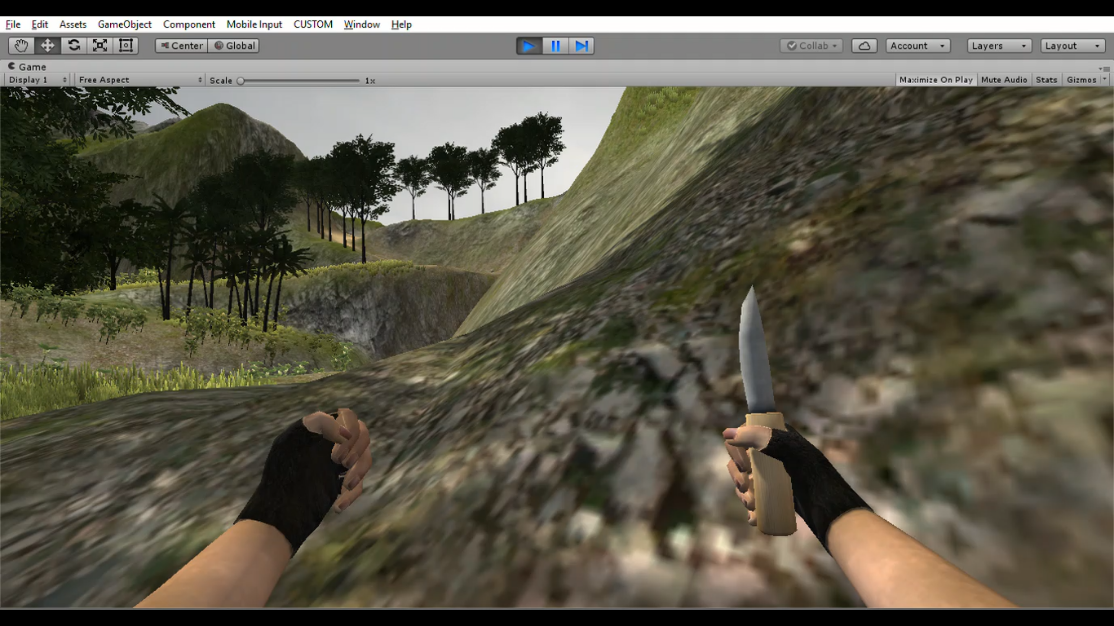 File Edit Assets GameObject Component Mobile Input CUSTOM Window Help
Center Global Collab Account Layers Layout
Game
Display 1 Free Aspect Scale 1x Maximize On Play Mute Audio Stats Gizmos